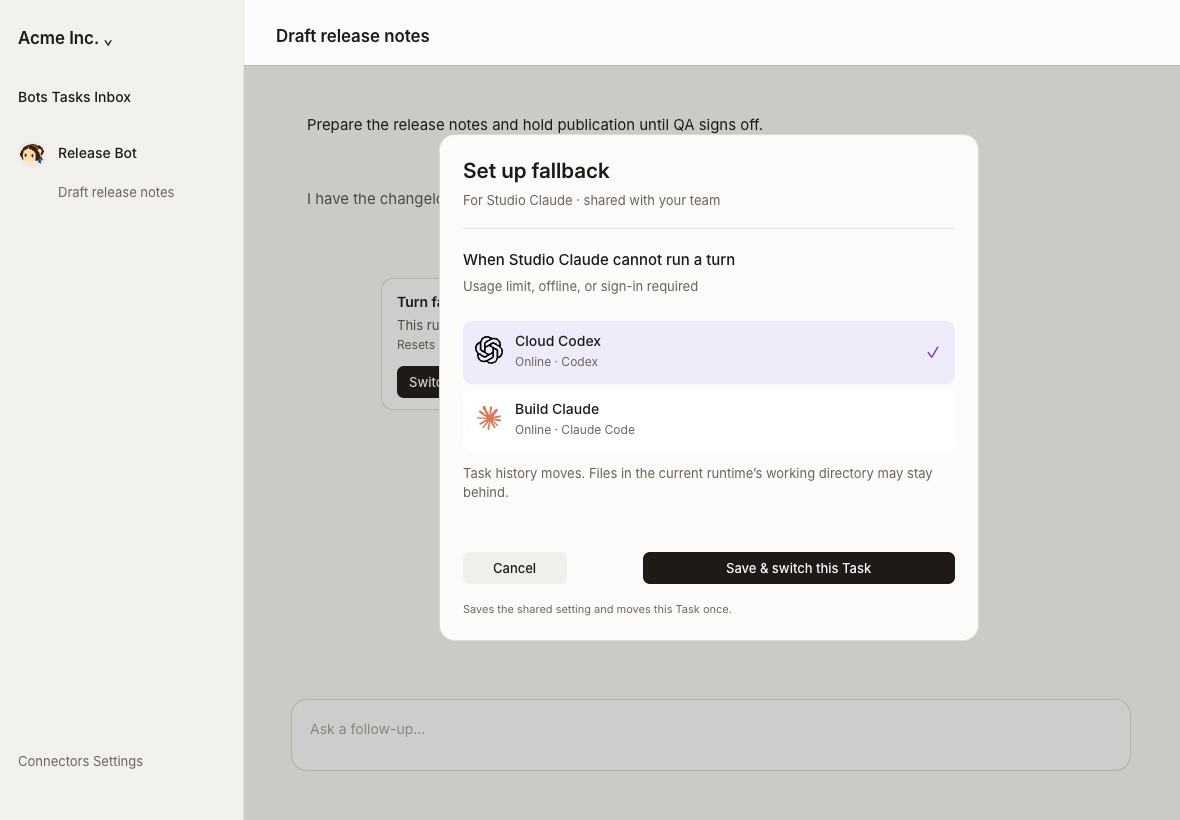 Acme Inc.
Draft release notes
Bots Tasks Inbox
Release Bot
Draft release notes
Prepare the release notes and hold publication until QA signs off.
I have the
Turn
This
Resets
Set up fallback
For Studio Claude · shared with your team
When Studio Claude cannot run a turn
Usage limit, offline, or sign-in required
Cloud Codex
Online · Codex
Build Claude
Online · Claude Code
Task history moves. Files in the current runtime’s working directory may stay
behind.
Cancel
Save & switch this Task
Saves the shared setting and moves this Task once.
Ask a follow-up...
Connectors Settings